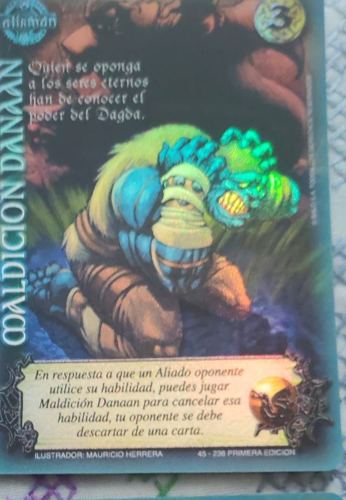 talismán
3
Quien se oponga
a los seres eternos
han de conocer el
poder del Dagda.
MALDICION DANAAN
En respuesta a que un Aliado oponente
utilice su habilidad, puedes jugar
Maldición Danaan para cancelar esa
habilidad, tu oponente se debe
descartar de una carta.
ILUSTRADOR: MAURICIO HERRERA
45 - 236 PRIMERA EDICION